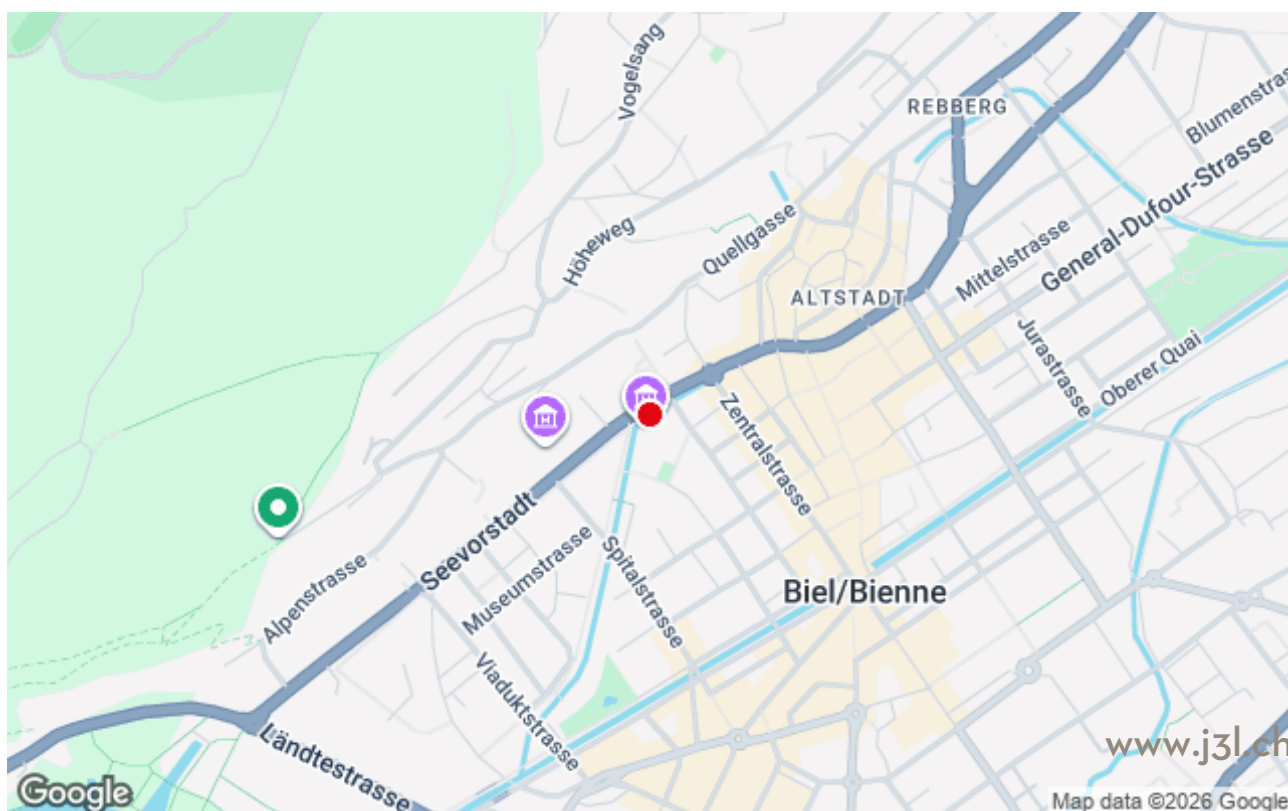 Vogelsang
REBBERG
Blumenstras
General-Dufour-Strasse
Höheweg
Quellgasse
Mittelstrasse
ALTSTADT
Jurastrasse
Oberer Quai
Zentralstrasse
Seevorstadt
Museumstrasse
Spitalstrasse
Alpenstrasse
Biel/Bienne
Viaduktstrasse
Ländtestrasse
www.j3l.ch
Google
Map data ©2026 Google